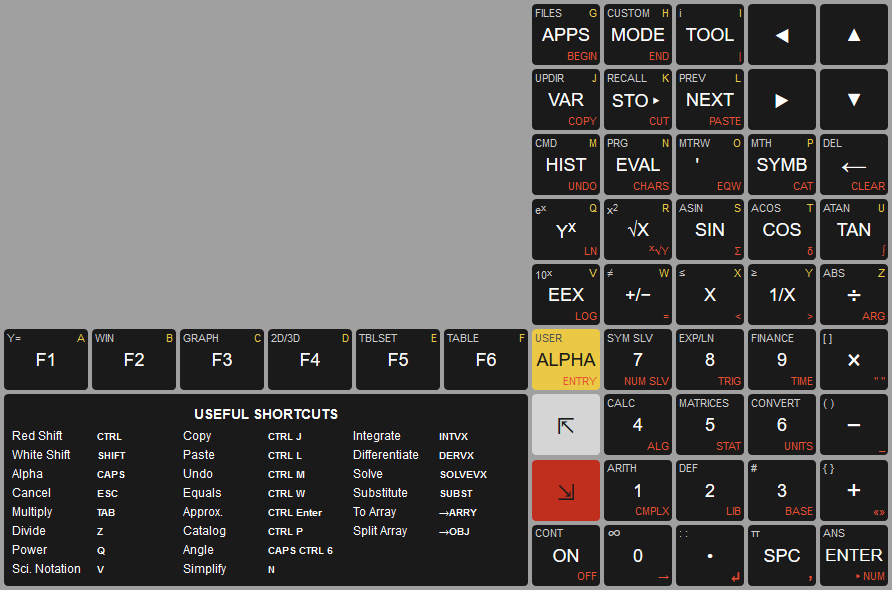 FILES G CUSTOM H i I
APPS MODE TOOL ◀ ▲
BEGIN END |
UPDIR J RECALL K PREV L
VAR STO ▸ NEXT ▶ ▼
COPY CUT PASTE
CMD M PRG N MTRW O MTH P DEL
HIST EVAL ' SYMB ←
UNDO CHARS EQW CAT CLEAR
eˣ Q x² R ASIN S ACOS T ATAN U
Yˣ √X SIN COS TAN
LN ˣ√Y Σ δ ∫
10ˣ V ≠ W ≤ X ≥ Y ABS Z
EEX +/− X 1/X ÷
LOG = < > ARG
Y= A WIN B GRAPH C 2D/3D D TBLSET E TABLE F USER SYM SLV EXP/LN FINANCE [ ]
F1 F2 F3 F4 F5 F6 ALPHA 7 8 9 ×
ENTRY NUM SLV TRIG TIME " "
CALC MATRICES CONVERT ( )
⇱ 4 5 6 −
ALG STAT UNITS _
ARITH DEF # { }
⇲ 1 2 3 +
CMPLX LIB BASE «»
CONT ∞ : : π ANS
ON 0 · SPC ENTER
OFF → ↵ , ▸ NUM
USEFUL SHORTCUTS
Red Shift CTRL Copy CTRL J Integrate INTVX
White Shift SHIFT Paste CTRL L Differentiate DERVX
Alpha CAPS Undo CTRL M Solve SOLVEVX
Cancel ESC Equals CTRL W Substitute SUBST
Multiply TAB Approx. CTRL Enter To Array →ARRY
Divide Z Catalog CTRL P Split Array →OBJ
Power Q Angle CAPS CTRL 6
Sci. Notation V Simplify N